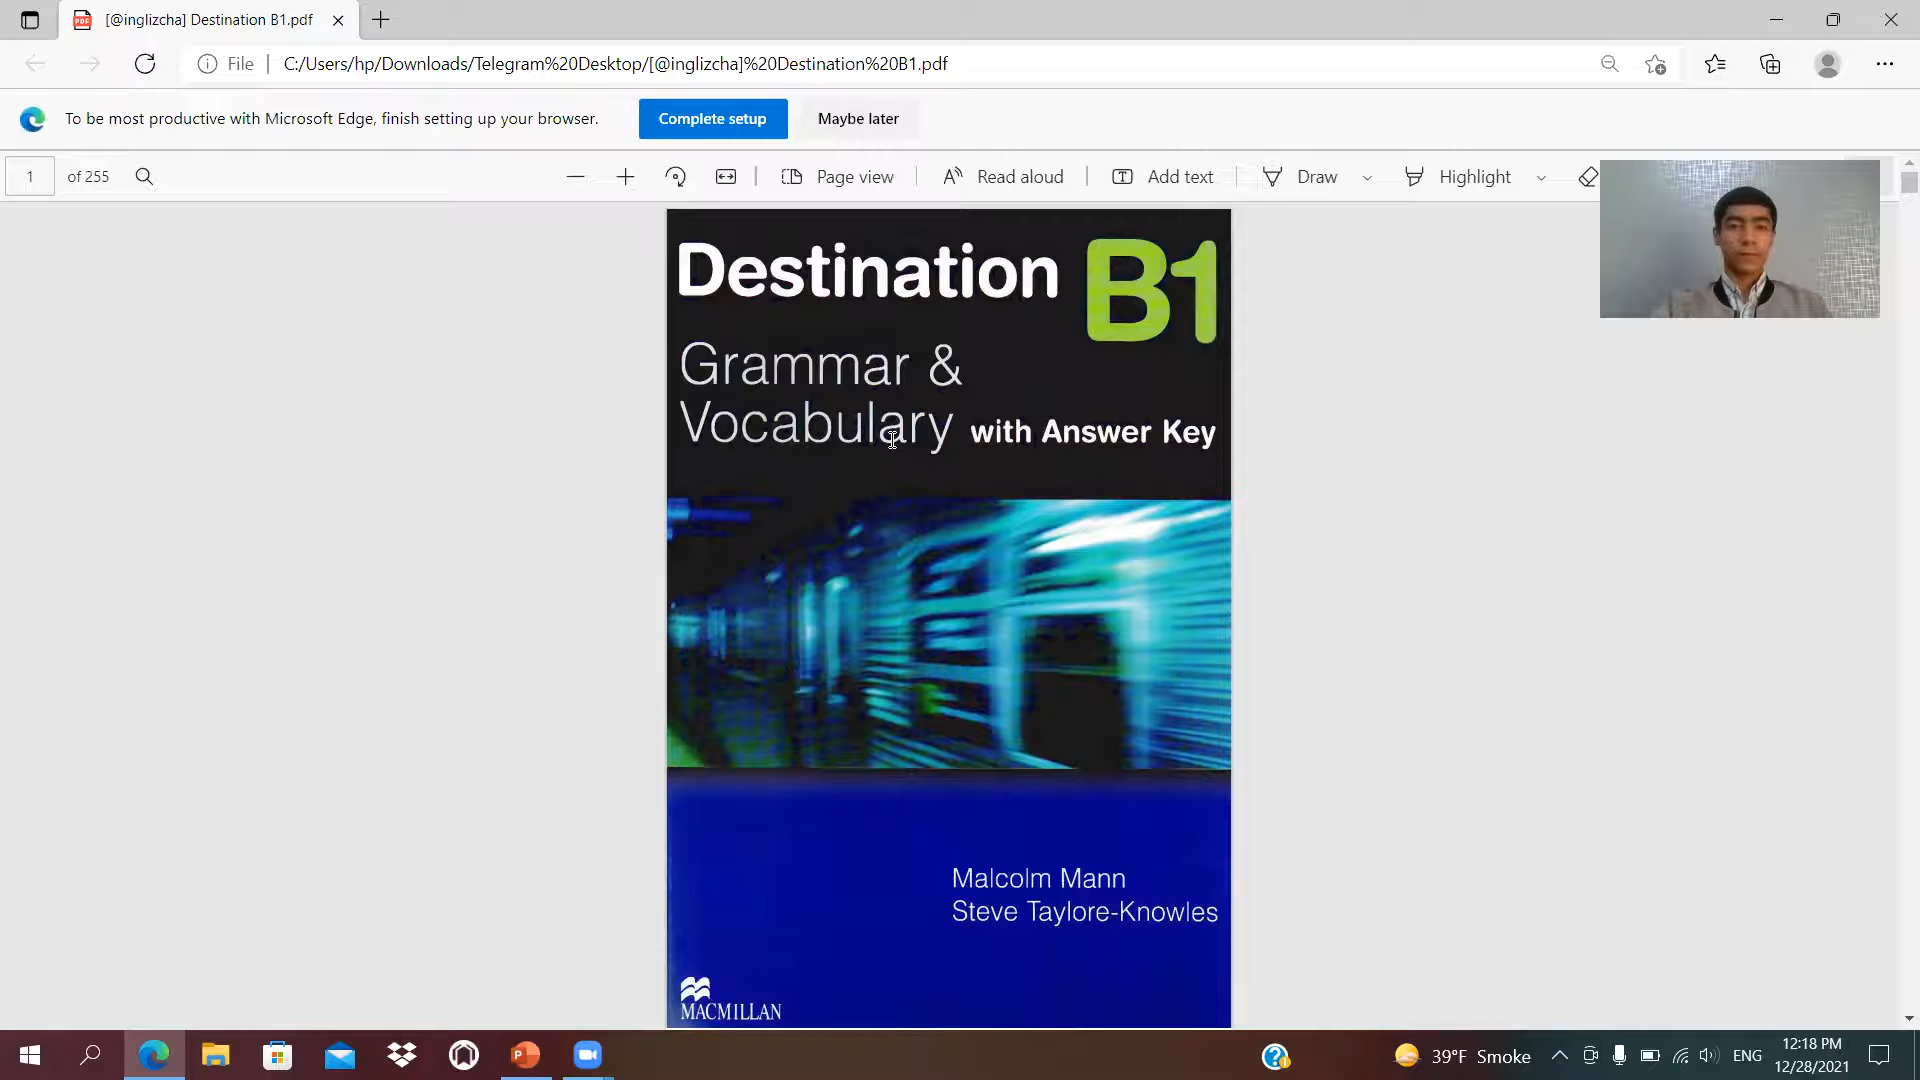 [@inglizcha] Destination B1.pdf
File
C:/Users/hp/Downloads/Telegram%20Desktop/[@inglizcha]%20Destination%20B1.pdf
To be most productive with Microsoft Edge, finish setting up your browser.
Complete setup
Maybe later
1 of 255
Page view
Read aloud
Add text
Draw
Highlight
Destination B1
Grammar &
Vocabulary with Answer Key
Malcolm Mann
Steve Taylore-Knowles
MACMILLAN
39°F Smoke
ENG
12:18 PM
12/28/2021